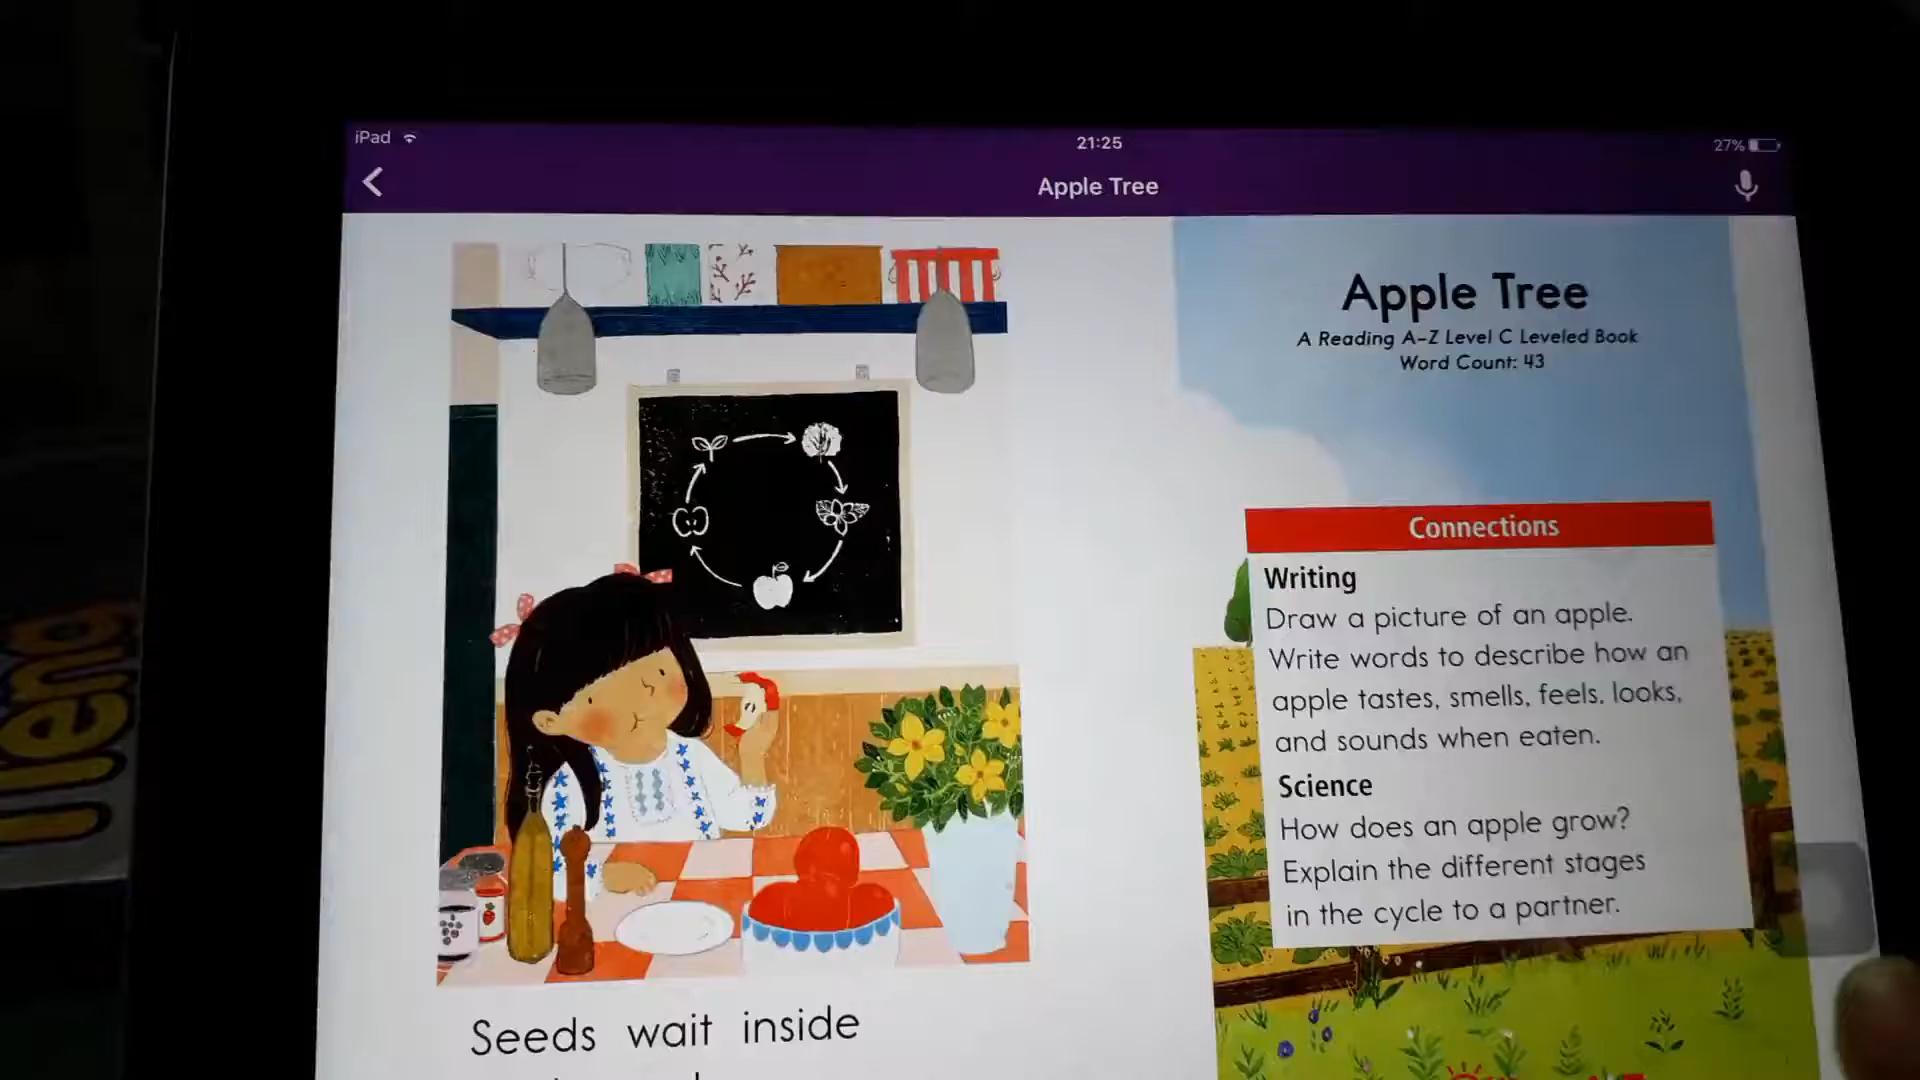 iPad
21:25
27%
Apple Tree
Apple Tree
A Reading A-Z Level C Leveled Book
Word Count: 43
Connections
Writing
Draw a picture of an apple.
Write words to describe how an
apple tastes, smells, feels, looks,
and sounds when eaten.
Science
How does an apple grow?
Explain the different stages
in the cycle to a partner.
Seeds wait inside